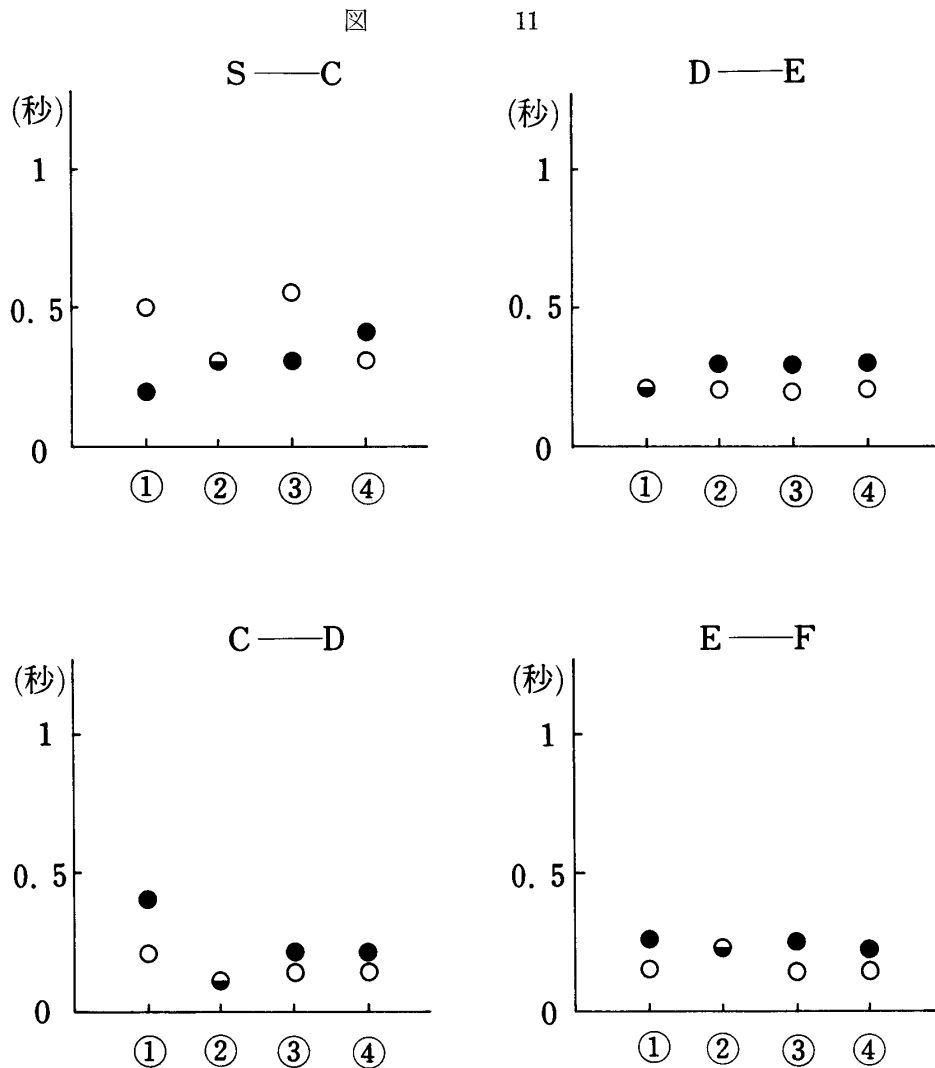 図 11
S——C
(秒)
1
0. 5
0
① ② ③ ④
D——E
(秒)
1
0. 5
0
① ② ③ ④
C——D
(秒)
1
0. 5
0
① ② ③ ④
E——F
(秒)
1
0. 5
0
① ② ③ ④